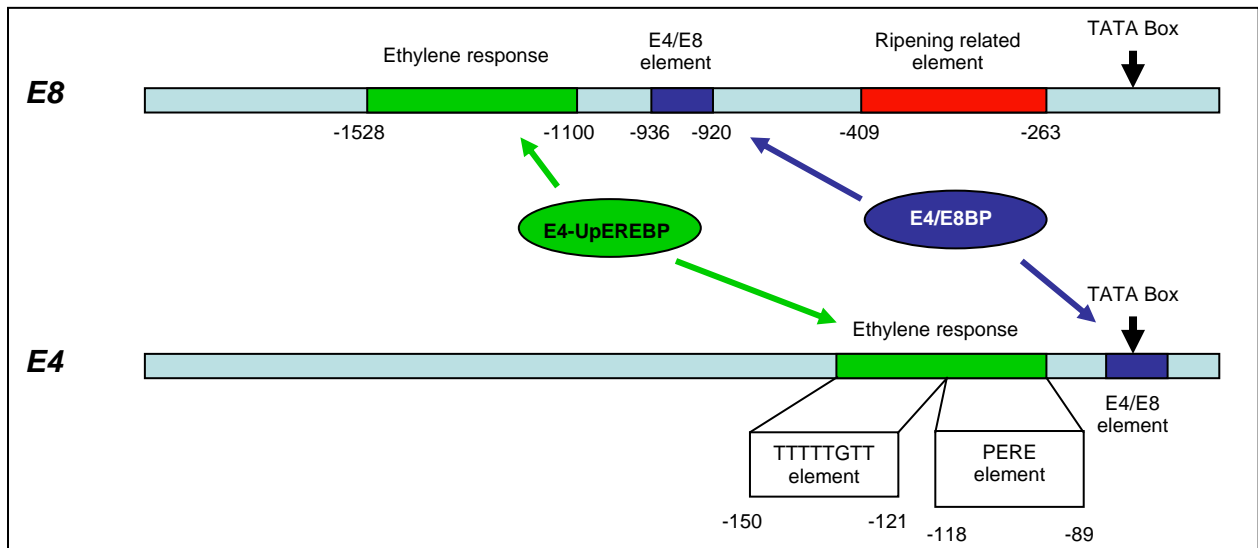 TATA Box
E4/E8
element
Ripening related
element
Ethylene response
E8
-1528
-1100
-936
-920
-409
-263
E4-UpEREBP
E4/E8BP
TATA Box
Ethylene response
E4
E4/E8
element
TTTTTGTT
element
PERE
element
-150
-121
-118
-89